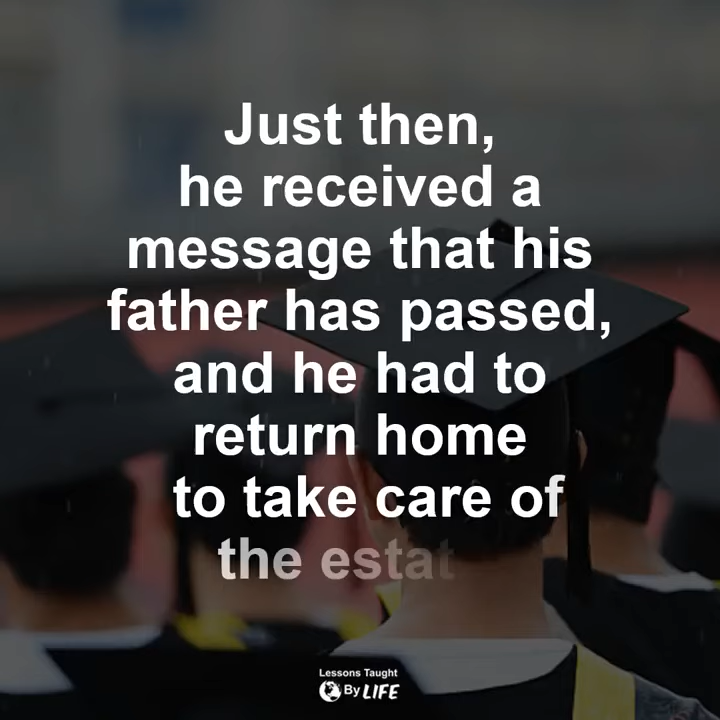 Just then,
he received a
message that his
father has passed,
and he had to
return home
to take care of
the estat
Lessons Taught
By LIFE